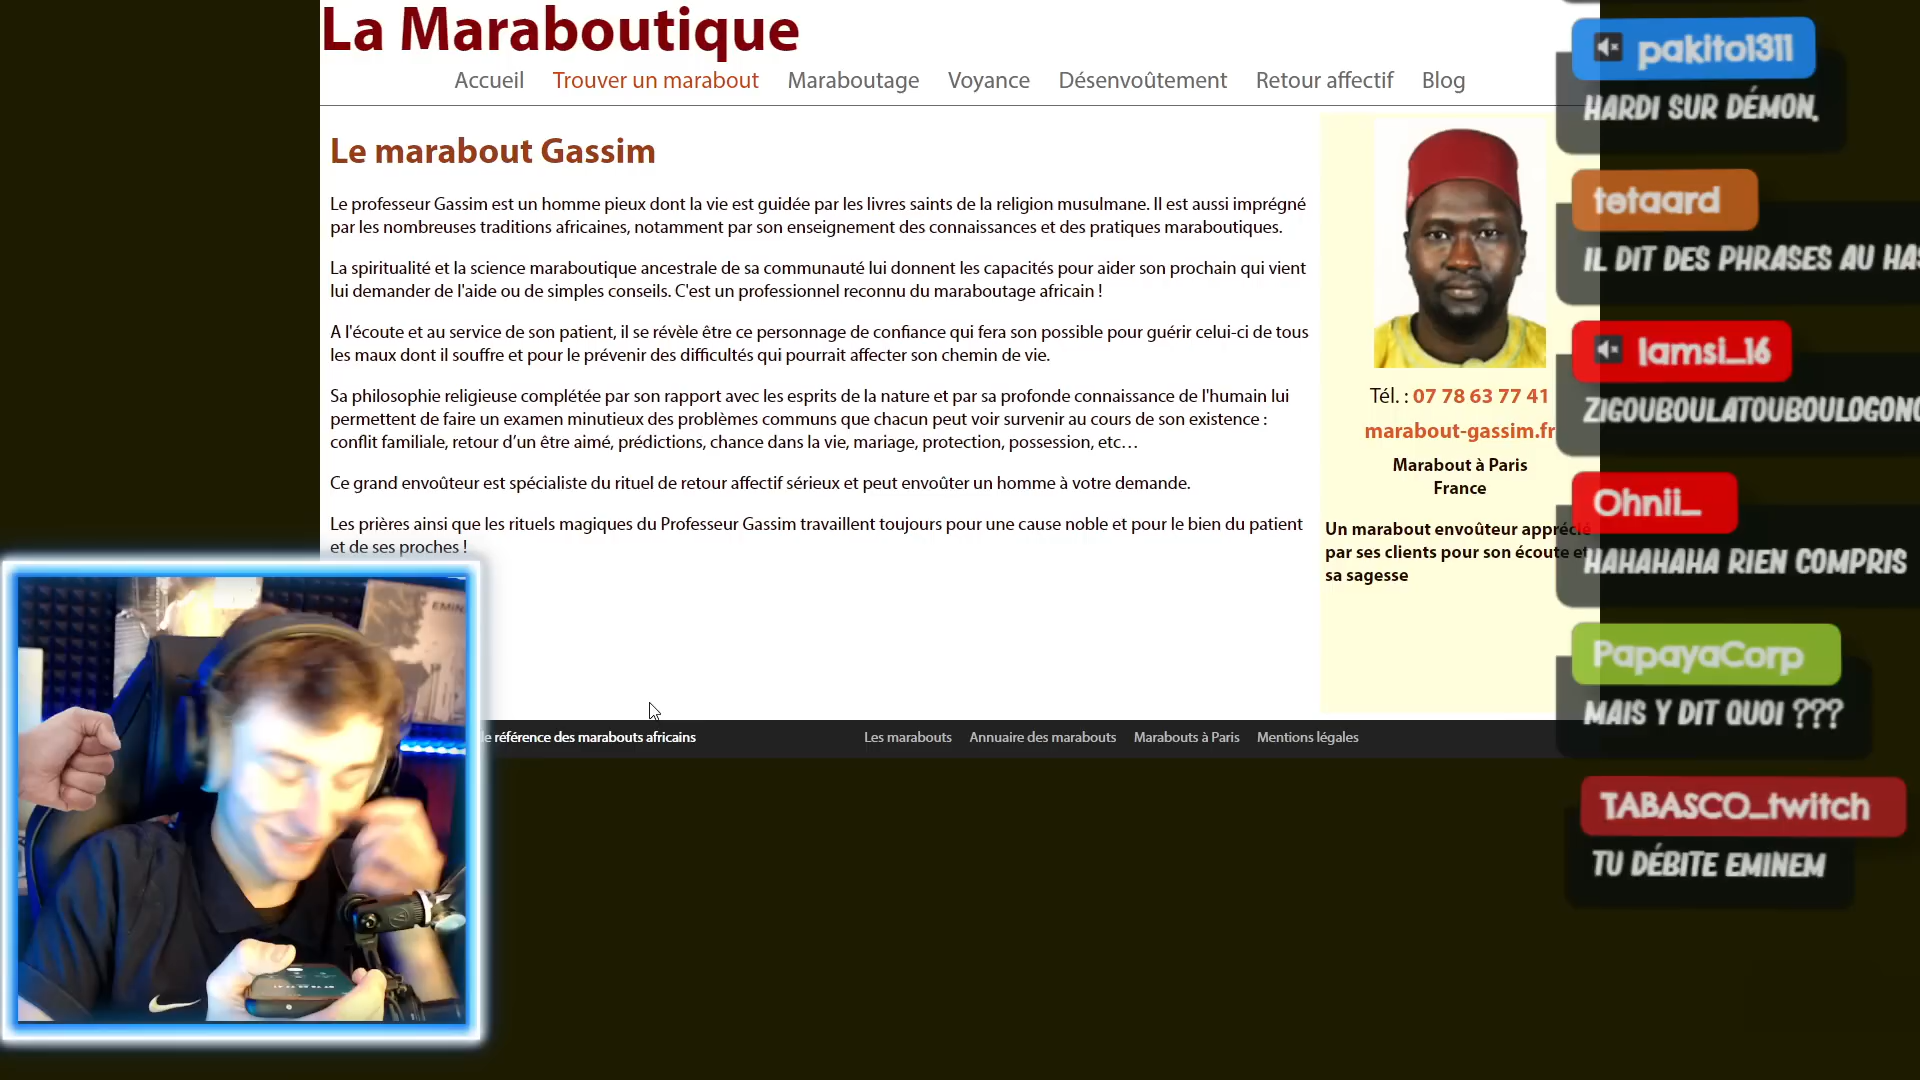 La Maraboutique
Accueil Trouver un marabout Maraboutage Voyance Désenvoûtement Retour affectif Blog
Le marabout Gassim
Le professeur Gassim est un homme pieux dont la vie est guidée par les livres saints de la religion musulmane. Il est aussi imprégné
par les nombreuses traditions africaines, notamment par son enseignement des connaissances et des pratiques maraboutiques.
La spiritualité et la science maraboutique ancestrale de sa communauté lui donnent les capacités pour aider son prochain qui vient
lui demander de l'aide ou de simples conseils. C'est un professionnel reconnu du maraboutage africain !
A l'écoute et au service de son patient, il se révèle être ce personnage de confiance qui fera son possible pour guérir celui-ci de tous
les maux dont il souffre et pour le prévenir des difficultés qui pourrait affecter son chemin de vie.
Sa philosophie religieuse complétée par son rapport avec les esprits de la nature et par sa profonde connaissance de l'humain lui
permettent de faire un examen minutieux des problèmes communs que chacun peut voir survenir au cours de son existence :
conflit familiale, retour d'un être aimé, prédictions, chance dans la vie, mariage, protection, possession, etc…
Ce grand envoûteur est spécialiste du rituel de retour affectif sérieux et peut envoûter un homme à votre demande.
Les prières ainsi que les rituels magiques du Professeur Gassim travaillent toujours pour une cause noble et pour le bien du patient
et de ses proches !
Tél. : 07 78 63 77 41
marabout-gassim.fr
Marabout à Paris
France
Un marabout envoûteur apprécié
par ses clients pour son écoute et
sa sagesse
référence des marabouts africains
Les marabouts Annuaire des marabouts Marabouts à Paris Mentions légales
pakito1311
HARDI SUR DÉMON,
tetaard
IL DIT DES PHRASES AU HAS
lamsi_16
ZIGOUBOULATOUBOULOGONO
Ohnii_
HAHAHAHA RIEN COMPRIS
PapayaCorp
MAIS Y DIT QUOI ???
TABASCO_twitch
TU DÉBITE EMINEM
EMIN